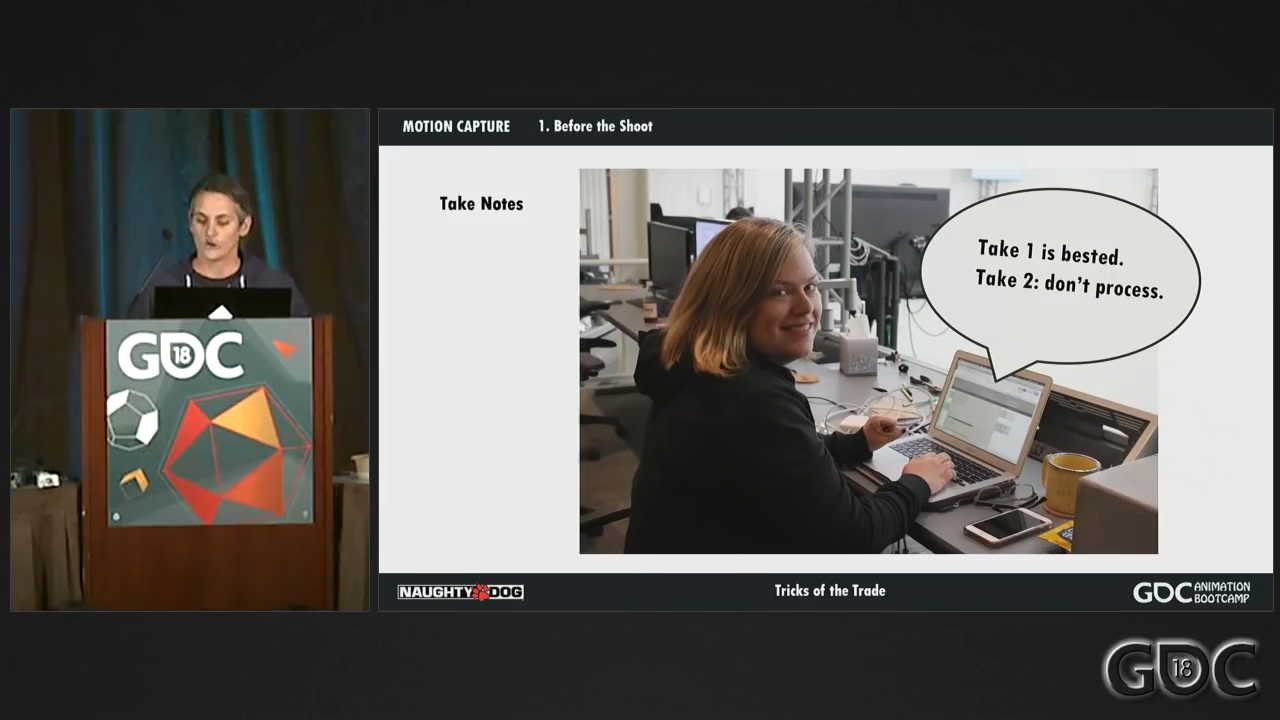 MOTION CAPTURE 1. Before the Shoot
Take Notes
Take 1 is bested.
Take 2: don't process.
NAUGHTY DOG
Tricks of the Trade
GDC ANIMATION
BOOTCAMP
GDC
18
GDC
18